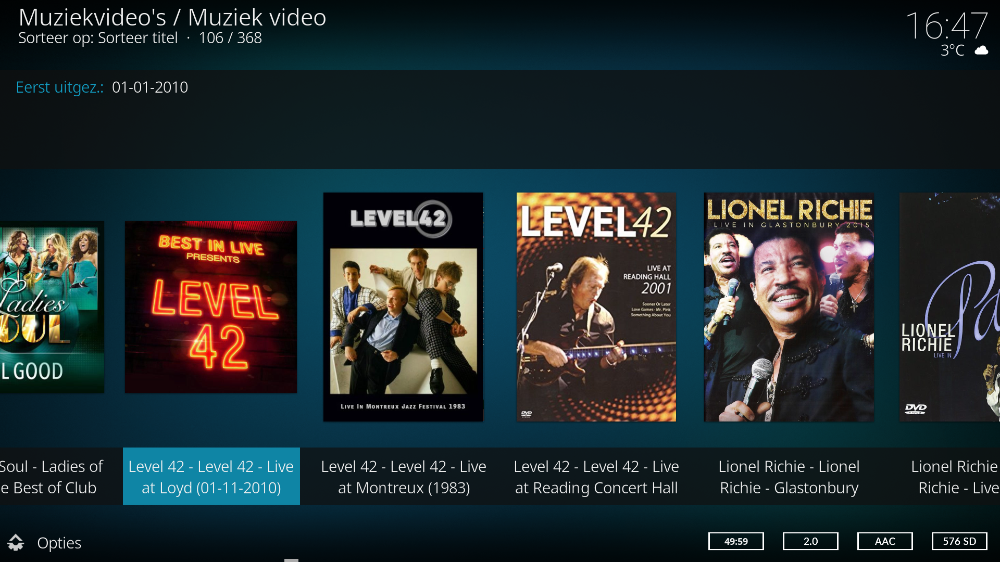 Muziekvideo's / Muziek video
Sorteer op: Sorteer titel · 106 / 368
16:47
3°C
Eerst uitgez.: 01-01-2010
Ladies
OUL
L GOOD
BEST IN LIVE
PRESENTS
LEVEL
42
LEVEL42
LIVE IN MONTREUX JAZZ FESTIVAL 1983
LEVEL42
LIVE AT
READING HALL
2001
Sooner Or Later
Love Games - Mr. Pink
Something About You
DVD
VIDEO
LIONEL RICHIE
LIVE IN GLASTONBURY 2015
Pa
LIONEL
RICHIE
LIVE IN
DVD
VIDEO
Soul - Ladies of
e Best of Club
Level 42 - Level 42 - Live
at Loyd (01-11-2010)
Level 42 - Level 42 - Live
at Montreux (1983)
Level 42 - Level 42 - Live
at Reading Concert Hall
Lionel Richie - Lionel
Richie - Glastonbury
Lionel Richie
Richie - Live
Opties
49:59
2.0
AAC
576 SD